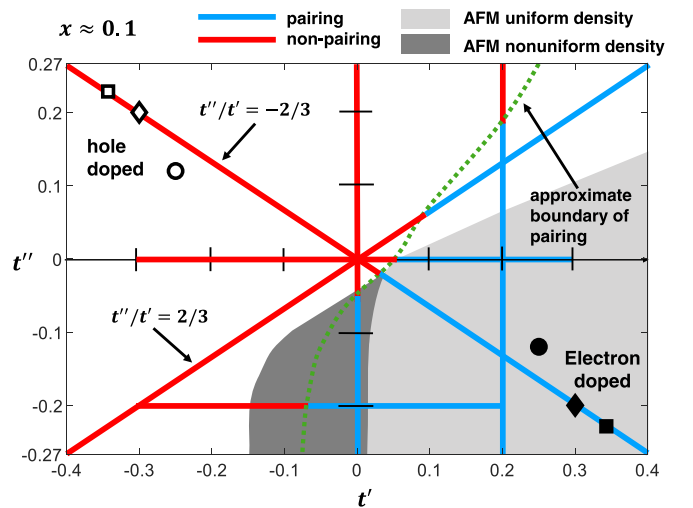 x ≈ 0.1
pairing
non-pairing
AFM uniform density
AFM nonuniform density
0.27
0.2
0.1
0
-0.1
-0.2
-0.27
t''
hole
doped
t''/t' = −2/3
approximate
boundary of
pairing
t''/t' = 2/3
Electron
doped
-0.4
-0.3
-0.2
-0.1
0
0.1
0.2
0.3
0.4
t'